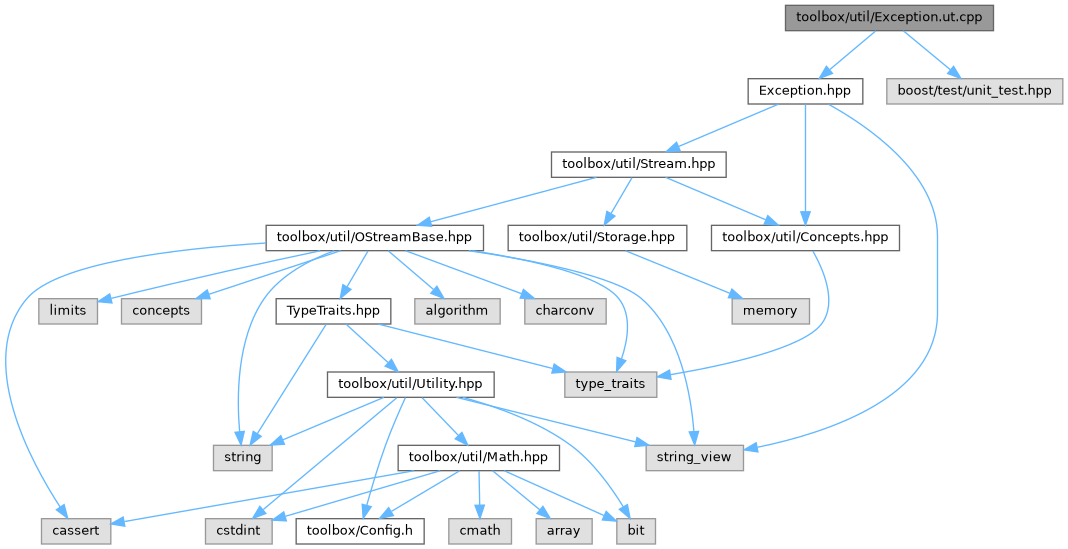 toolbox/util/Exception.ut.cpp
Exception.hpp
boost/test/unit_test.hpp
toolbox/util/Stream.hpp
toolbox/util/OStreamBase.hpp
toolbox/util/Storage.hpp
toolbox/util/Concepts.hpp
limits
concepts
TypeTraits.hpp
algorithm
charconv
memory
toolbox/util/Utility.hpp
type_traits
string
toolbox/util/Math.hpp
string_view
cassert
cstdint
toolbox/Config.h
cmath
array
bit